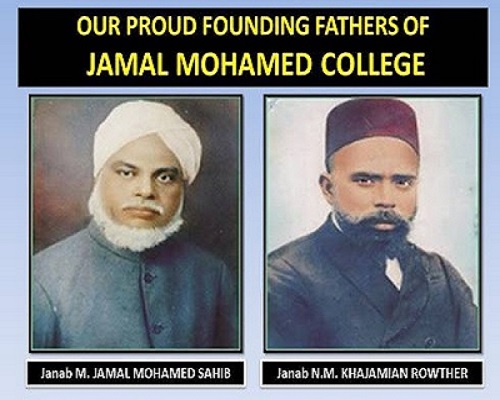 OUR PROUD FOUNDING FATHERS OF
JAMAL MOHAMED COLLEGE
Janab M. JAMAL MOHAMED SAHIB
Janab N.M. KHAJAMIAN ROWTHER